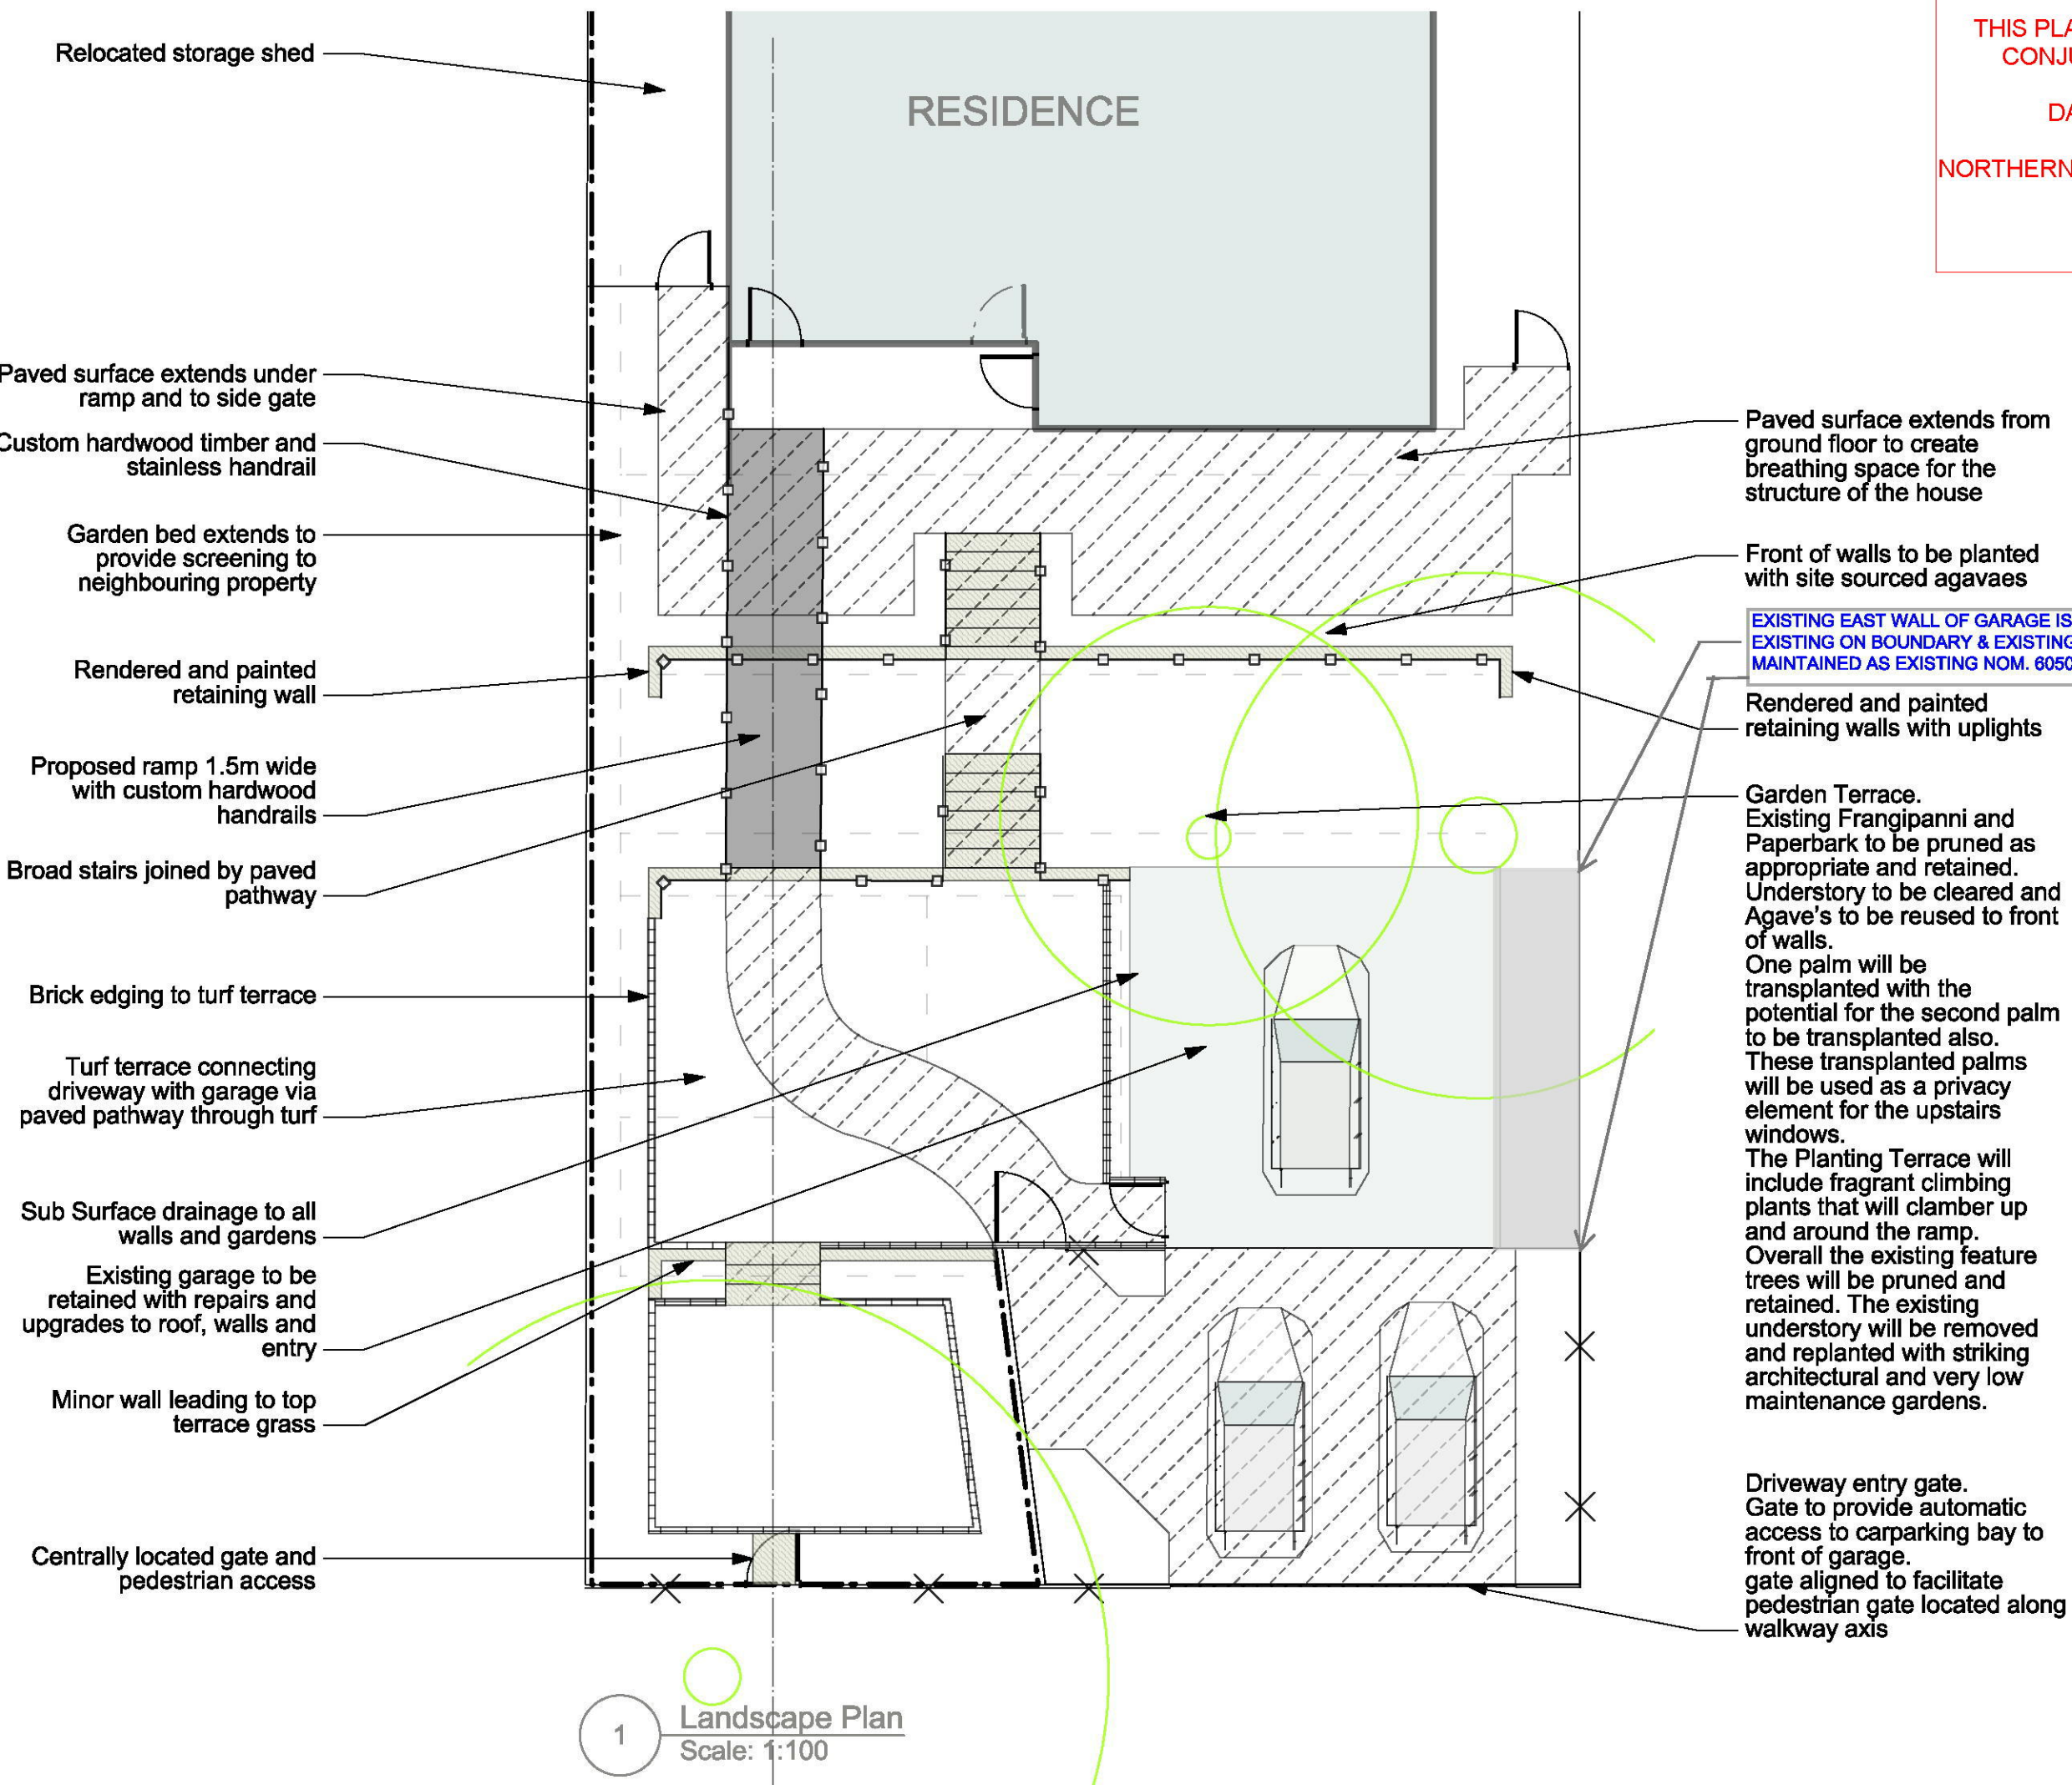 Relocated storage shed
Paved surface extends under
ramp and to side gate
Custom hardwood timber and
stainless handrail
Garden bed extends to
provide screening to
neighbouring property
Rendered and painted
retaining wall
Proposed ramp 1.5m wide
with custom hardwood
handrails
Broad stairs joined by paved
pathway
Brick edging to turf terrace
Turf terrace connecting
driveway with garage via
paved pathway through turf
Sub Surface drainage to all
walls and gardens
Existing garage to be
retained with repairs and
upgrades to roof, walls and
entry
Minor wall leading to top
terrace grass
Centrally located gate and
pedestrian access
RESIDENCE
1
Landscape Plan
Scale: 1:100
THIS PLA
CONJU
DA
NORTHERN
Paved surface extends from
ground floor to create
breathing space for the
structure of the house
Front of walls to be planted
with site sourced agavaes
EXISTING EAST WALL OF GARAGE IS
EXISTING ON BOUNDARY & EXISTING
MAINTAINED AS EXISTING NOM. 6050
Rendered and painted
retaining walls with uplights
Garden Terrace.
Existing Frangipanni and
Paperbark to be pruned as
appropriate and retained.
Understory to be cleared and
Agave's to be reused to front
of walls.
One palm will be
transplanted with the
potential for the second palm
to be transplanted also.
These transplanted palms
will be used as a privacy
element for the upstairs
windows.
The Planting Terrace will
include fragrant climbing
plants that will clamber up
and around the ramp.
Overall the existing feature
trees will be pruned and
retained. The existing
understory will be removed
and replanted with striking
architectural and very low
maintenance gardens.
Driveway entry gate.
Gate to provide automatic
access to carparking bay to
front of garage.
gate aligned to facilitate
pedestrian gate located along
walkway axis